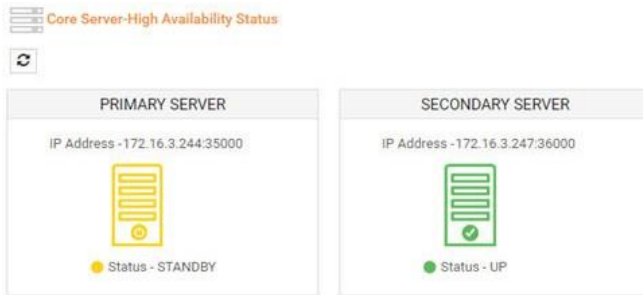 Core Server-High Availability Status
PRIMARY SERVER
IP Address -172.16.3.244:35000
Status - STANDBY
SECONDARY SERVER
IP Address -172.16.3.247:36000
Status - UP